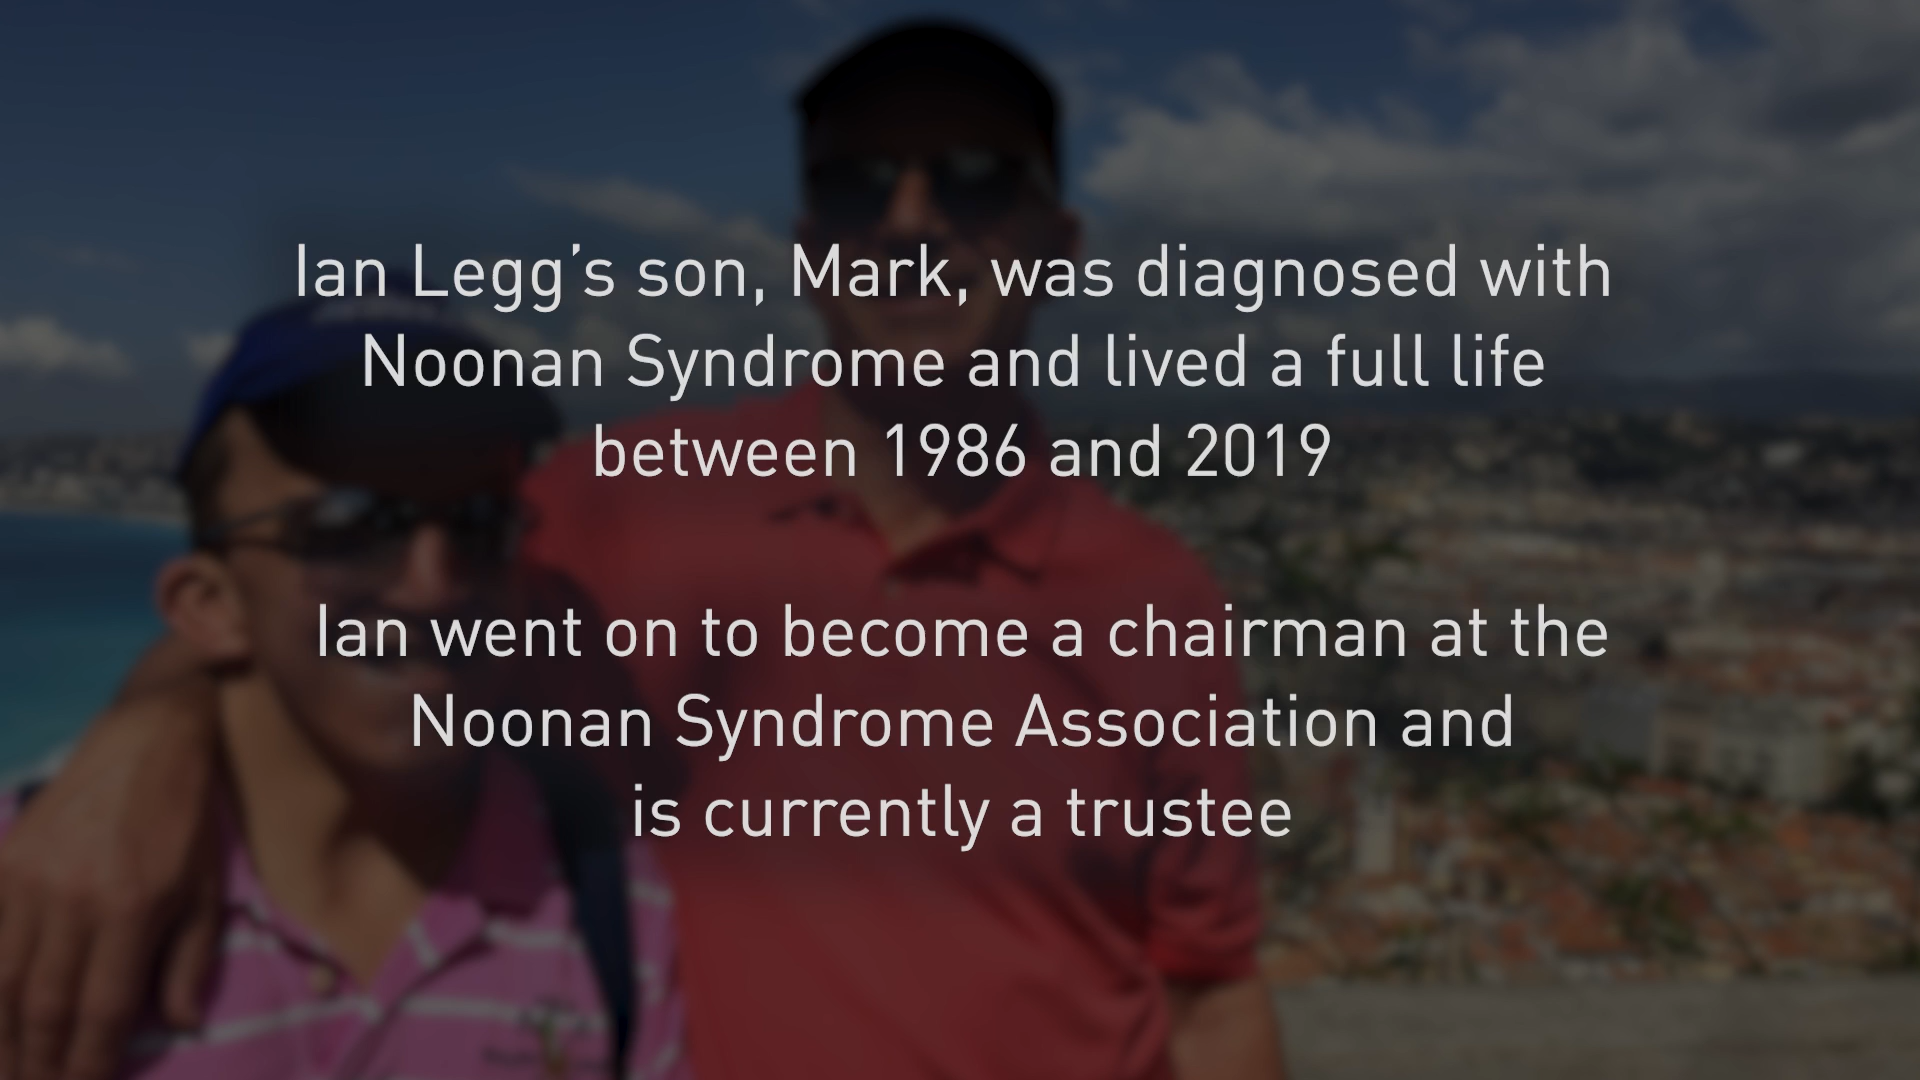 Ian Legg’s son, Mark, was diagnosed with
Noonan Syndrome and lived a full life
between 1986 and 2019
Ian went on to become a chairman at the
Noonan Syndrome Association and
is currently a trustee